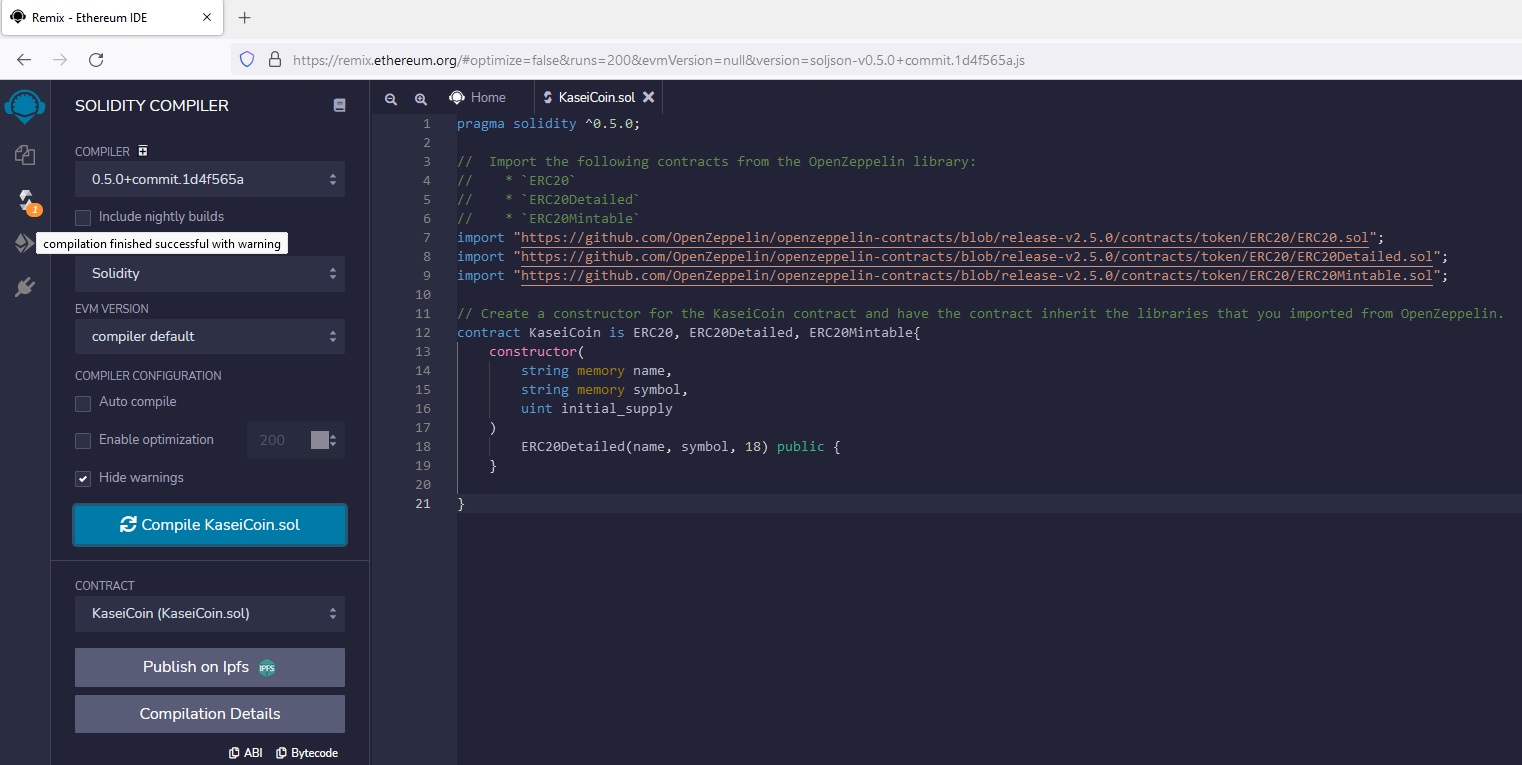 Remix - Ethereum IDE
https://remix.ethereum.org/#optimize=false&runs=200&evmVersion=null&version=soljson-v0.5.0+commit.1d4f565a.js
SOLIDITY COMPILER
COMPILER
0.5.0+commit.1d4f565a
Include nightly builds
1
compilation finished successful with warning
Solidity
EVM VERSION
compiler default
COMPILER CONFIGURATION
Auto compile
Enable optimization
200
Hide warnings
Compile KaseiCoin.sol
CONTRACT
KaseiCoin (KaseiCoin.sol)
Publish on Ipfs IPFS
Compilation Details
ABI Bytecode
Home KaseiCoin.sol
1 pragma solidity ^0.5.0;
2
3 //  Import the following contracts from the OpenZeppelin library:
4 //    * `ERC20`
5 //    * `ERC20Detailed`
6 //    * `ERC20Mintable`
7 import "https://github.com/OpenZeppelin/openzeppelin-contracts/blob/release-v2.5.0/contracts/token/ERC20/ERC20.sol";
8 import "https://github.com/OpenZeppelin/openzeppelin-contracts/blob/release-v2.5.0/contracts/token/ERC20/ERC20Detailed.sol";
9 import "https://github.com/OpenZeppelin/openzeppelin-contracts/blob/release-v2.5.0/contracts/token/ERC20/ERC20Mintable.sol";
10
11 // Create a constructor for the KaseiCoin contract and have the contract inherit the libraries that you imported from OpenZeppelin.
12 contract KaseiCoin is ERC20, ERC20Detailed, ERC20Mintable{
13     constructor(
14         string memory name,
15         string memory symbol,
16         uint initial_supply
17     )
18         ERC20Detailed(name, symbol, 18) public {
19     }
20
21 }